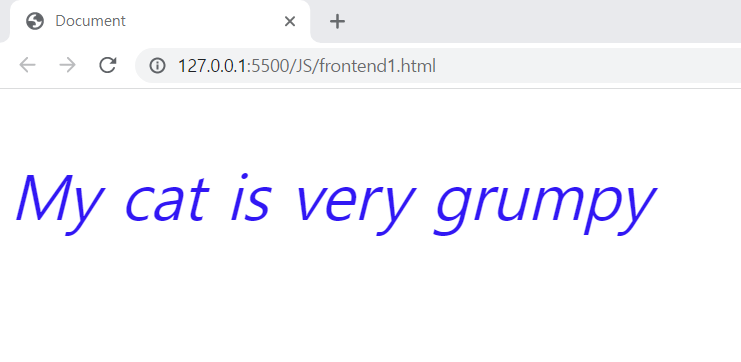 Document
127.0.0.1:5500/JS/frontend1.html
My cat is very grumpy